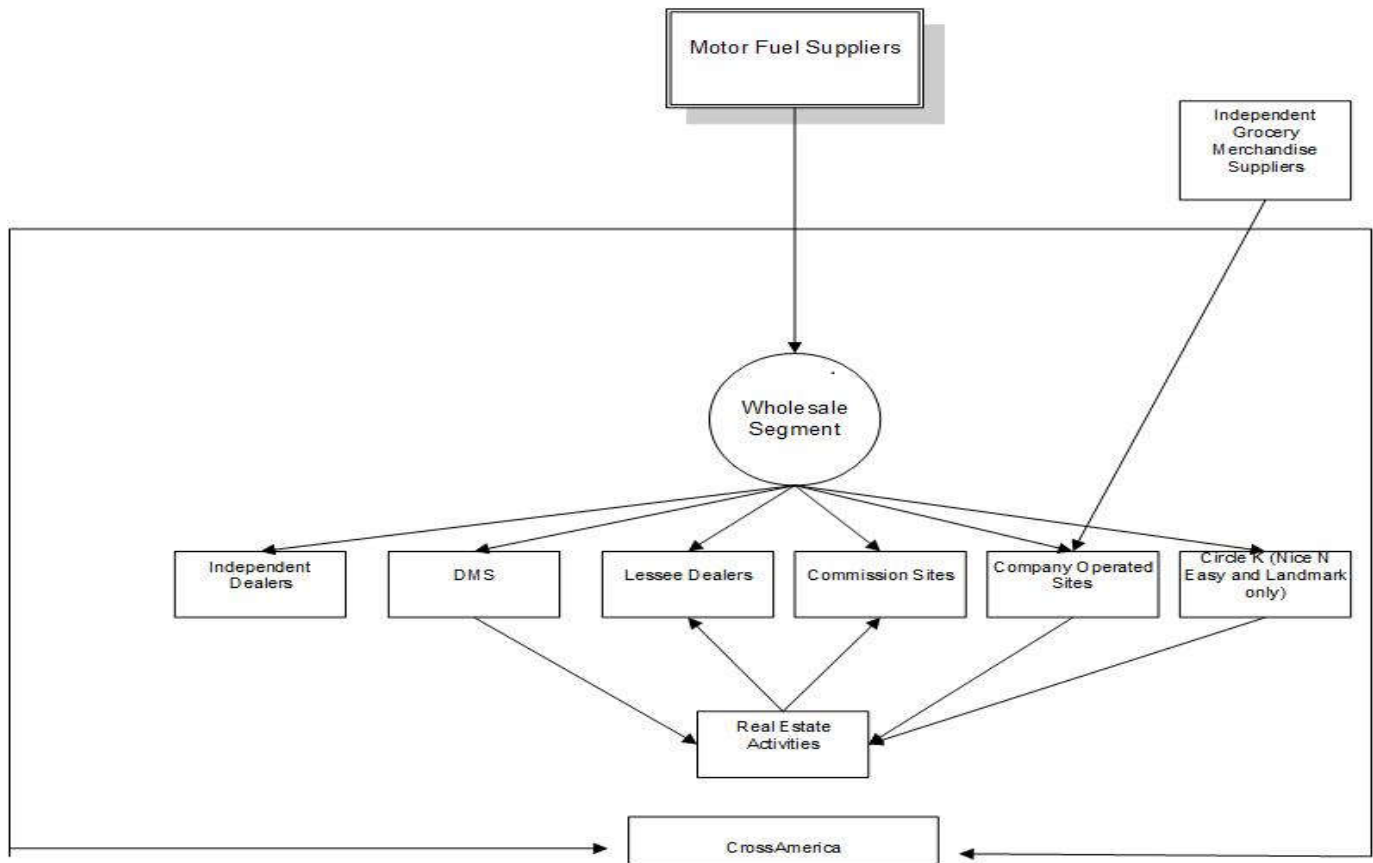 Motor Fuel Suppliers
Independent
Grocery
Merchandise
Suppliers
Wholesale
Segment
Independent
Dealers
DMS
Lessee Dealers
Commission Sites
Company Operated
Sites
Circle K (Nice N
Easy and Landmark
only)
Real Estate
Activities
CrossAmerica